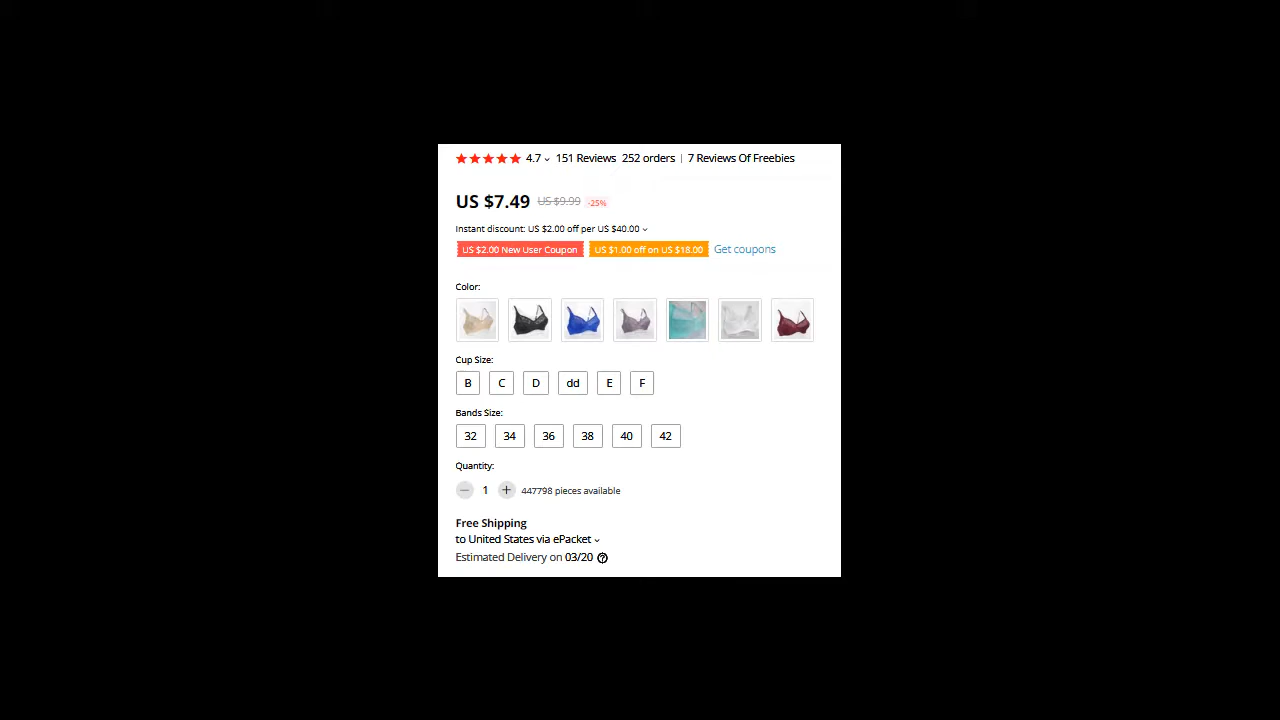 4.7 151 Reviews 252 orders | 7 Reviews Of Freebies
US $7.49 US $9.99 -25%
Instant discount: US $2.00 off per US $40.00
US $2.00 New User Coupon US $1.00 off on US $18.00 Get coupons
Color:
Cup Size:
B C D dd E F
Bands Size:
32 34 36 38 40 42
Quantity:
1 447798 pieces available
Free Shipping
to United States via ePacket
Estimated Delivery on 03/20